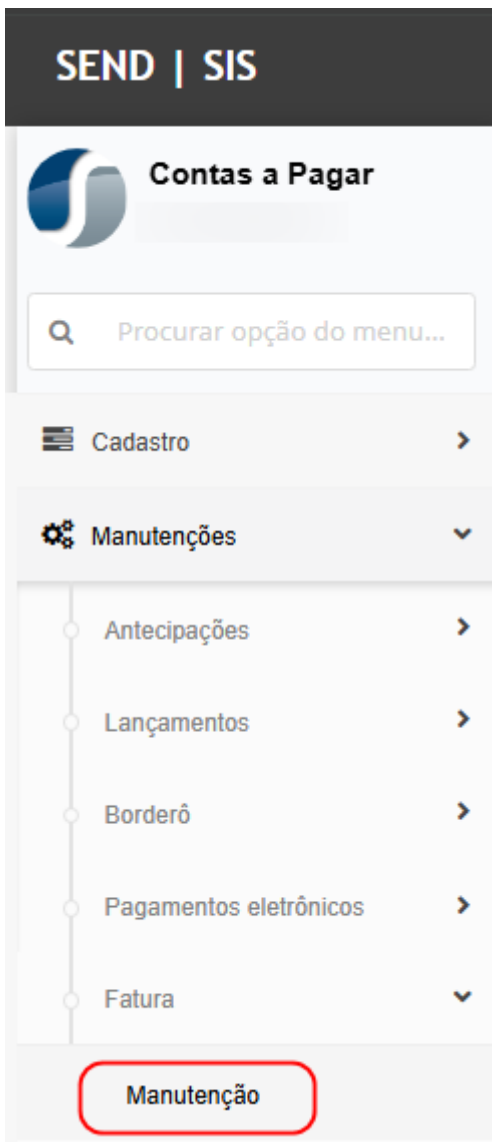 SEND | SIS
Contas a Pagar
Procurar opção do menu...
Cadastro
Manutenções
Antecipações
Lançamentos
Borderô
Pagamentos eletrônicos
Fatura
Manutenção